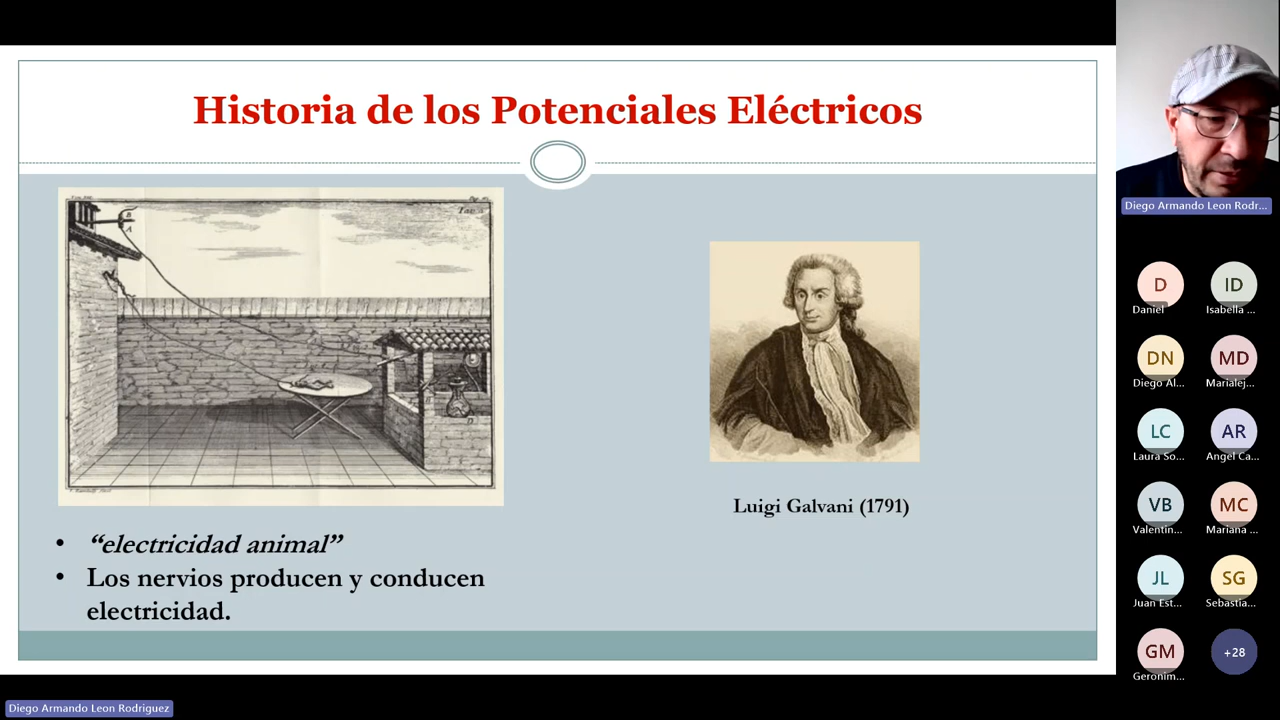 Historia de los Potenciales Eléctricos
“electricidad animal”
Los nervios producen y conducen
electricidad.
Luigi Galvani (1791)
Diego Armando Leon Rodr...
D
Daniel
ID
Isabella ...
DN
Diego Al...
MD
Marialej...
LC
Laura So...
AR
Angel Ca...
VB
Valentin...
MC
Mariana ...
JL
Juan Est...
SG
Sebastia...
GM
Geronim...
+28
Diego Armando Leon Rodriguez